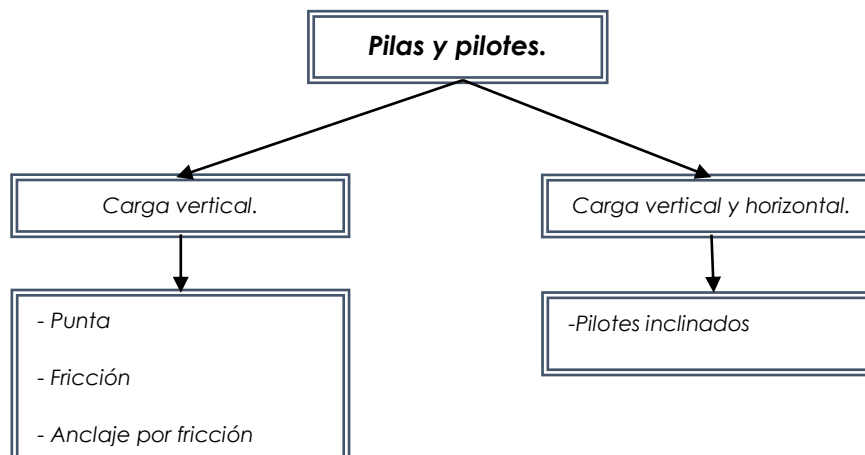 Pilas y pilotes.
Carga vertical.
Carga vertical y horizontal.
- Punta
- Fricción
- Anclaje por fricción
-Pilotes inclinados